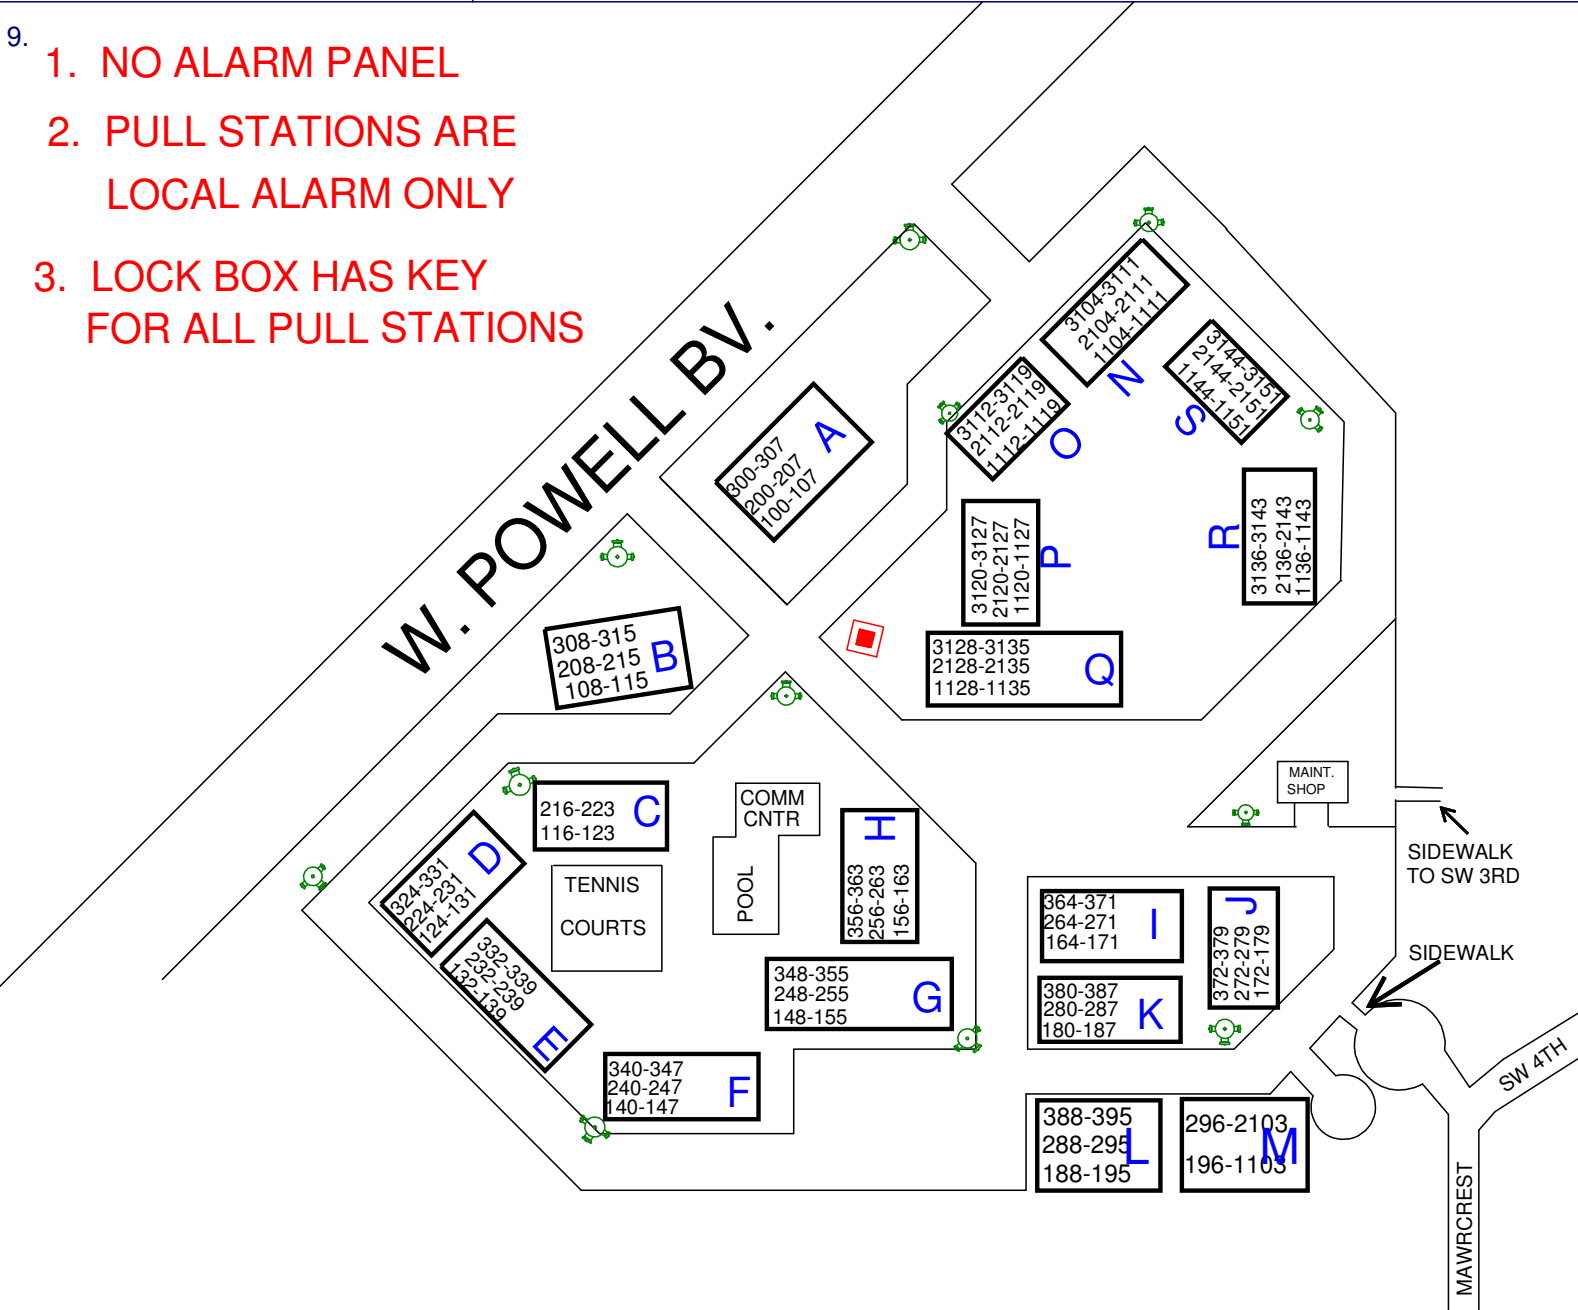 9.
1. NO ALARM PANEL
2. PULL STATIONS ARE
LOCAL ALARM ONLY
3. LOCK BOX HAS KEY
FOR ALL PULL STATIONS
W. POWELL BV.
300-307
200-207
100-107
A
308-315
208-215
108-115
B
3104-3111
2104-2111
1104-1111
N
3112-3119
2112-2119
1112-1119
O
3144-3151
2144-2151
1144-1151
S
3120-3127
2120-2127
1120-1127
P
3136-3143
2136-2143
1136-1143
R
3128-3135
2128-2135
1128-1135
Q
216-223
116-123
C
324-331
224-231
124-131
D
332-339
232-239
132-139
E
TENNIS
COURTS
COMM
CNTR
POOL
356-363
256-263
156-163
H
348-355
248-255
148-155
G
340-347
240-247
140-147
F
MAINT.
SHOP
SIDEWALK
TO SW 3RD
364-371
264-271
164-171
I
372-379
272-279
172-179
J
380-387
280-287
180-187
K
SIDEWALK
388-395
288-295
188-195
L
296-2103
196-1103
M
SW 4TH
MAWRCREST